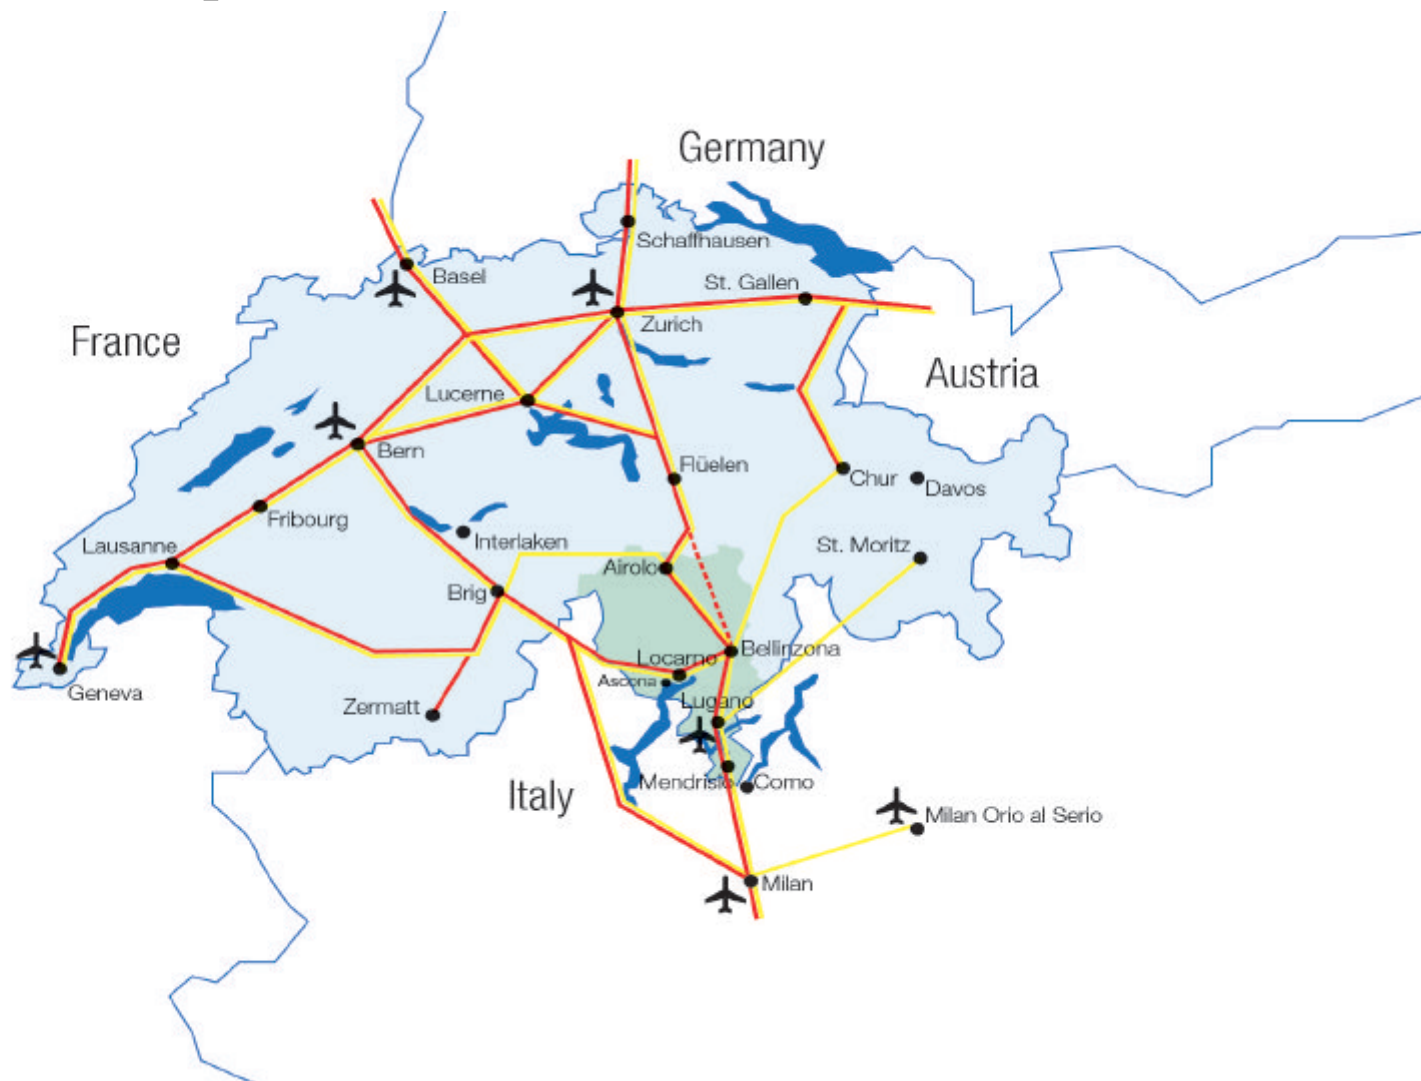 Germany
Schaffhausen
Basel
St. Gallen
Zurich
France
Austria
Lucerne
Bern
Flüelen
Chur
Davos
Fribourg
Interlaken
Lausanne
St. Moritz
Airolo
Brig
Bellinzona
Locarno
Ascona
Geneva
Zermatt
Lugano
Mendrisio
Como
Italy
Milan Orio al Serio
Milan